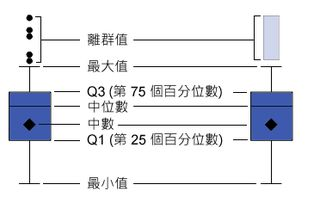 離群值
最大值
Q3 (第 75 個百分位數)
中位數
中數
Q1 (第 25 個百分位數)
最小值